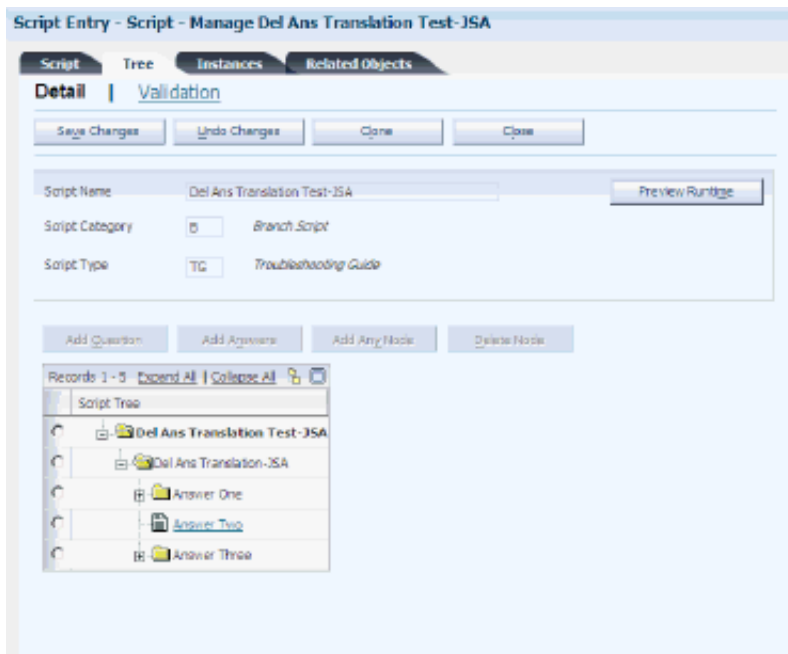 Script Entry - Script - Manage Del Ans Translation Test-JSA
Script Tree Instances Related Objects
Detail | Validation
Save Changes Undo Changes Clone Close
Script Name Del Ans Translation Test-JSA Preview Runtime
Script Category B Branch Script
Script Type TG Troubleshooting Guide
Add Question Add Answers Add Any Node Delete Node
Records 1 - 5 Expend All | Collapse All
Script Tree
Del Ans Translation Test-JSA
Del Ans Translation-JSA
Answer One
Answer Two
Answer Three